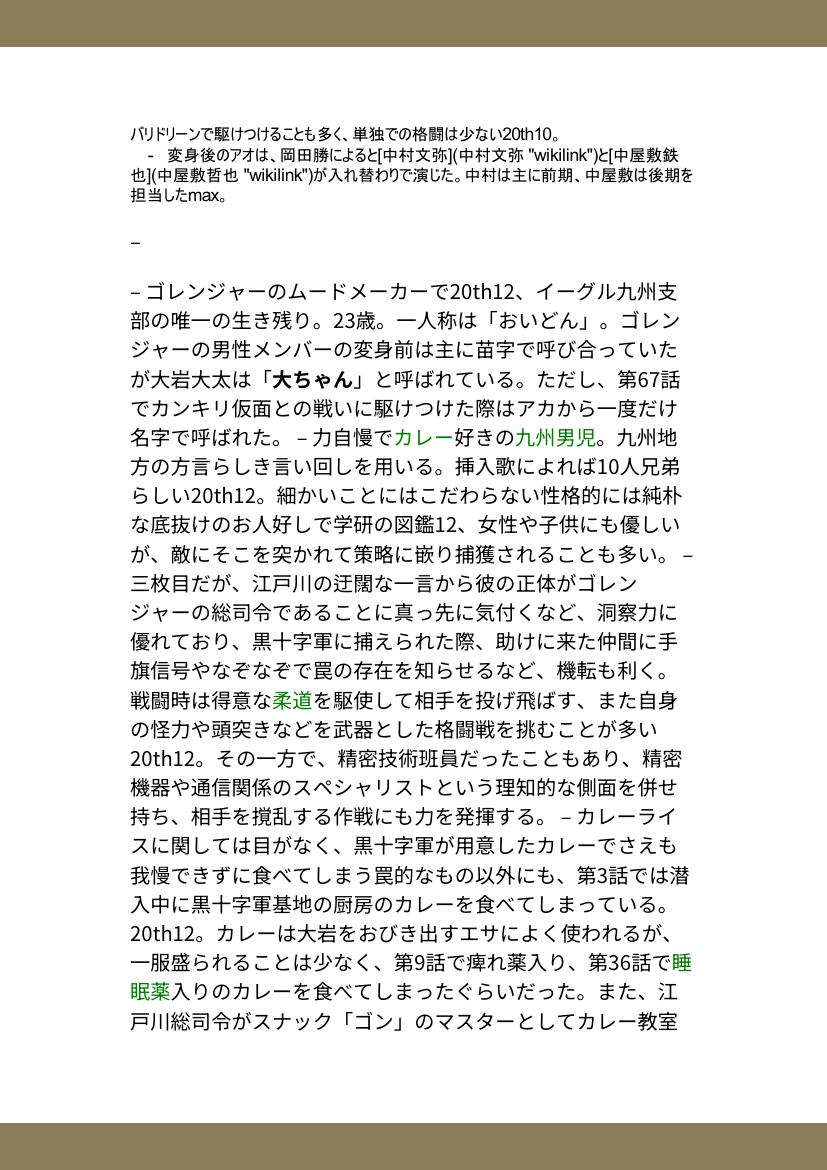 バリドリーンで駆けつけることも多く、単独での格闘は少ない20th10。
- 変身後のアオは、岡田勝によると[中村文弥](中村文弥 "wikilink")と[中屋敷鉄
也](中屋敷哲也 "wikilink")が入れ替わりで演じた。中村は主に前期、中屋敷は後期を
担当したmax。
–
– ゴレンジャーのムードメーカーで20th12、イーグル九州支
部の唯一の生き残り。23歳。一人称は「おいどん」。ゴレン
ジャーの男性メンバーの変身前は主に苗字で呼び合っていた
が大岩大太は「大ちゃん」と呼ばれている。ただし、第67話
でカンキリ仮面との戦いに駆けつけた際はアカから一度だけ
名字で呼ばれた。 – 力自慢でカレー好きの九州男児。九州地
方の方言らしき言い回しを用いる。挿入歌によれば10人兄弟
らしい20th12。細かいことにはこだわらない性格的には純朴
な底抜けのお人好しで学研の図鑑12、女性や子供にも優しい
が、敵にそこを突かれて策略に嵌り捕獲されることも多い。 –
三枚目だが、江戸川の迂闊な一言から彼の正体がゴレン
ジャーの総司令であることに真っ先に気付くなど、洞察力に
優れており、黒十字軍に捕えられた際、助けに来た仲間に手
旗信号やなぞなぞで罠の存在を知らせるなど、機転も利く。
戦闘時は得意な柔道を駆使して相手を投げ飛ばす、また自身
の怪力や頭突きなどを武器とした格闘戦を挑むことが多い
20th12。その一方で、精密技術班員だったこともあり、精密
機器や通信関係のスペシャリストという理知的な側面を併せ
持ち、相手を撹乱する作戦にも力を発揮する。 – カレーライ
スに関しては目がなく、黒十字軍が用意したカレーでさえも
我慢できずに食べてしまう罠的なもの以外にも、第3話では潜
入中に黒十字軍基地の厨房のカレーを食べてしまっている。
20th12。カレーは大岩をおびき出すエサによく使われるが、
一服盛られることは少なく、第9話で痺れ薬入り、第36話で睡
眠薬入りのカレーを食べてしまったぐらいだった。また、江
戸川総司令がスナック「ゴン」のマスターとしてカレー教室